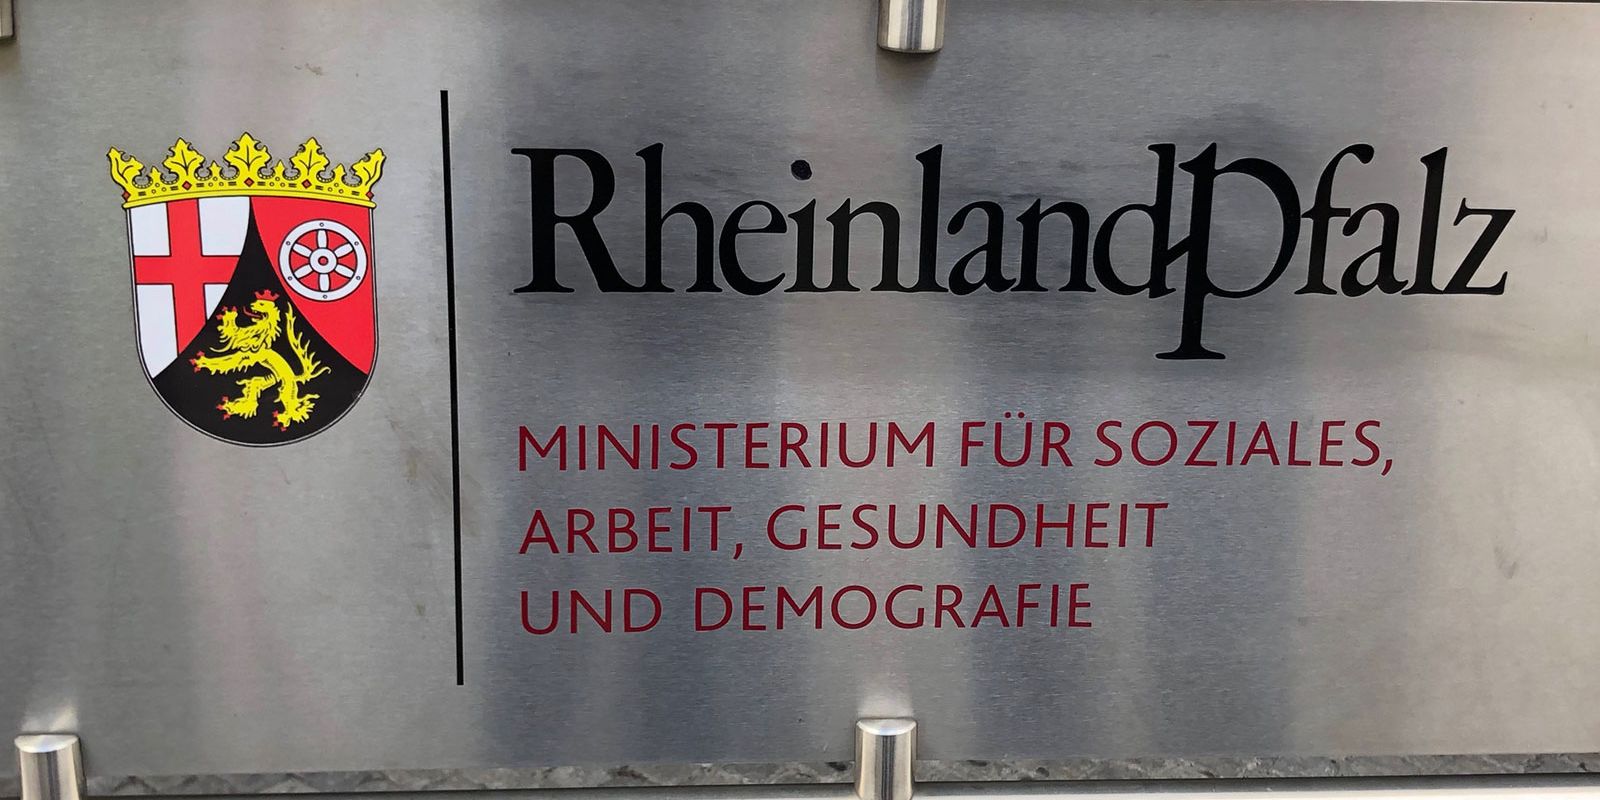 RheinlandPfalz
MINISTERIUM FÜR SOZIALES,
ARBEIT, GESUNDHEIT
UND DEMOGRAFIE